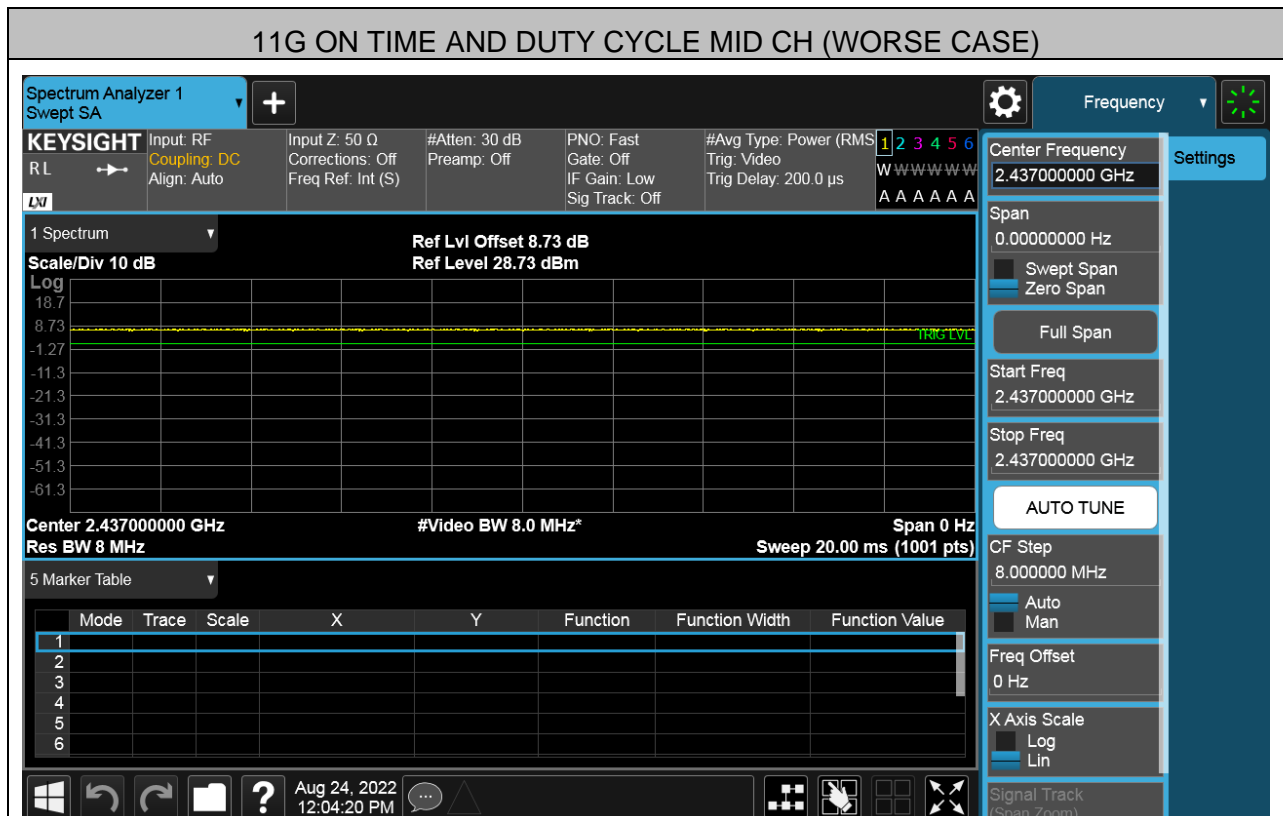 11G ON TIME AND DUTY CYCLE MID CH (WORSE CASE)
Spectrum Analyzer 1
Swept SA
Frequency
KEYSIGHT
RL
LXI
Input: RF
Coupling: DC
Align: Auto
Input Z: 50 Ω
Corrections: Off
Freq Ref: Int (S)
#Atten: 30 dB
Preamp: Off
PNO: Fast
Gate: Off
IF Gain: Low
Sig Track: Off
#Avg Type: Power (RMS
Trig: Video
Trig Delay: 200.0 µs
1 2 3 4 5 6
W W W W W W
A A A A A A
1 Spectrum
Scale/Div 10 dB
Ref Lvl Offset 8.73 dB
Ref Level 28.73 dBm
Log
18.7
8.73
-1.27
-11.3
-21.3
-31.3
-41.3
-51.3
-61.3
TRIG LVL
Center 2.437000000 GHz
#Video BW 8.0 MHz*
Span 0 Hz
Res BW 8 MHz
Sweep 20.00 ms (1001 pts)
5 Marker Table
Mode Trace Scale X Y Function Function Width Function Value
1
2
3
4
5
6
Aug 24, 2022
12:04:20 PM
Center Frequency
2.437000000 GHz
Settings
Span
0.00000000 Hz
Swept Span
Zero Span
Full Span
Start Freq
2.437000000 GHz
Stop Freq
2.437000000 GHz
AUTO TUNE
CF Step
8.000000 MHz
Auto
Man
Freq Offset
0 Hz
X Axis Scale
Log
Lin
Signal Track
(Span Zoom)